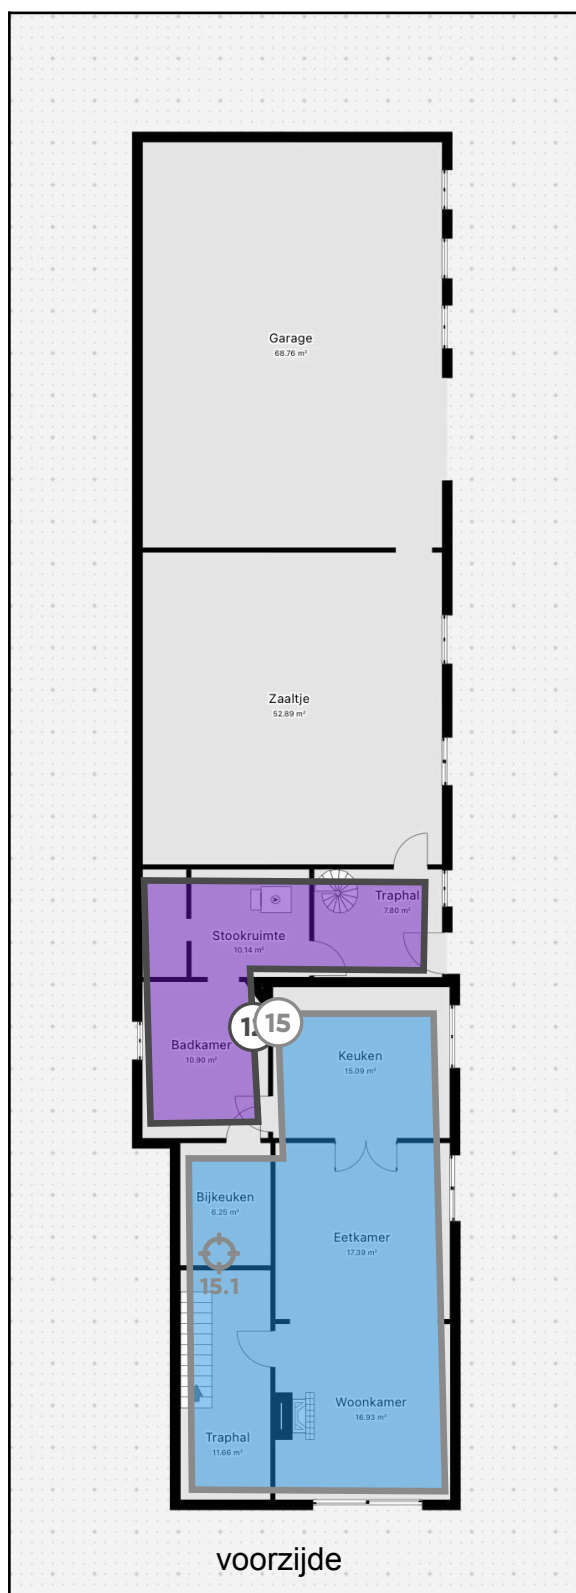 Garage
68.76 m²
Zaaltje
52.89 m²
Traphal
7.80 m²
Stookruimte
10.14 m²
15
Badkamer
10.90 m²
Keuken
15.09 m²
Bijkeuken
6.25 m²
Eetkamer
17.39 m²
15.1
Woonkamer
16.93 m²
Traphal
11.66 m²
voorzijde